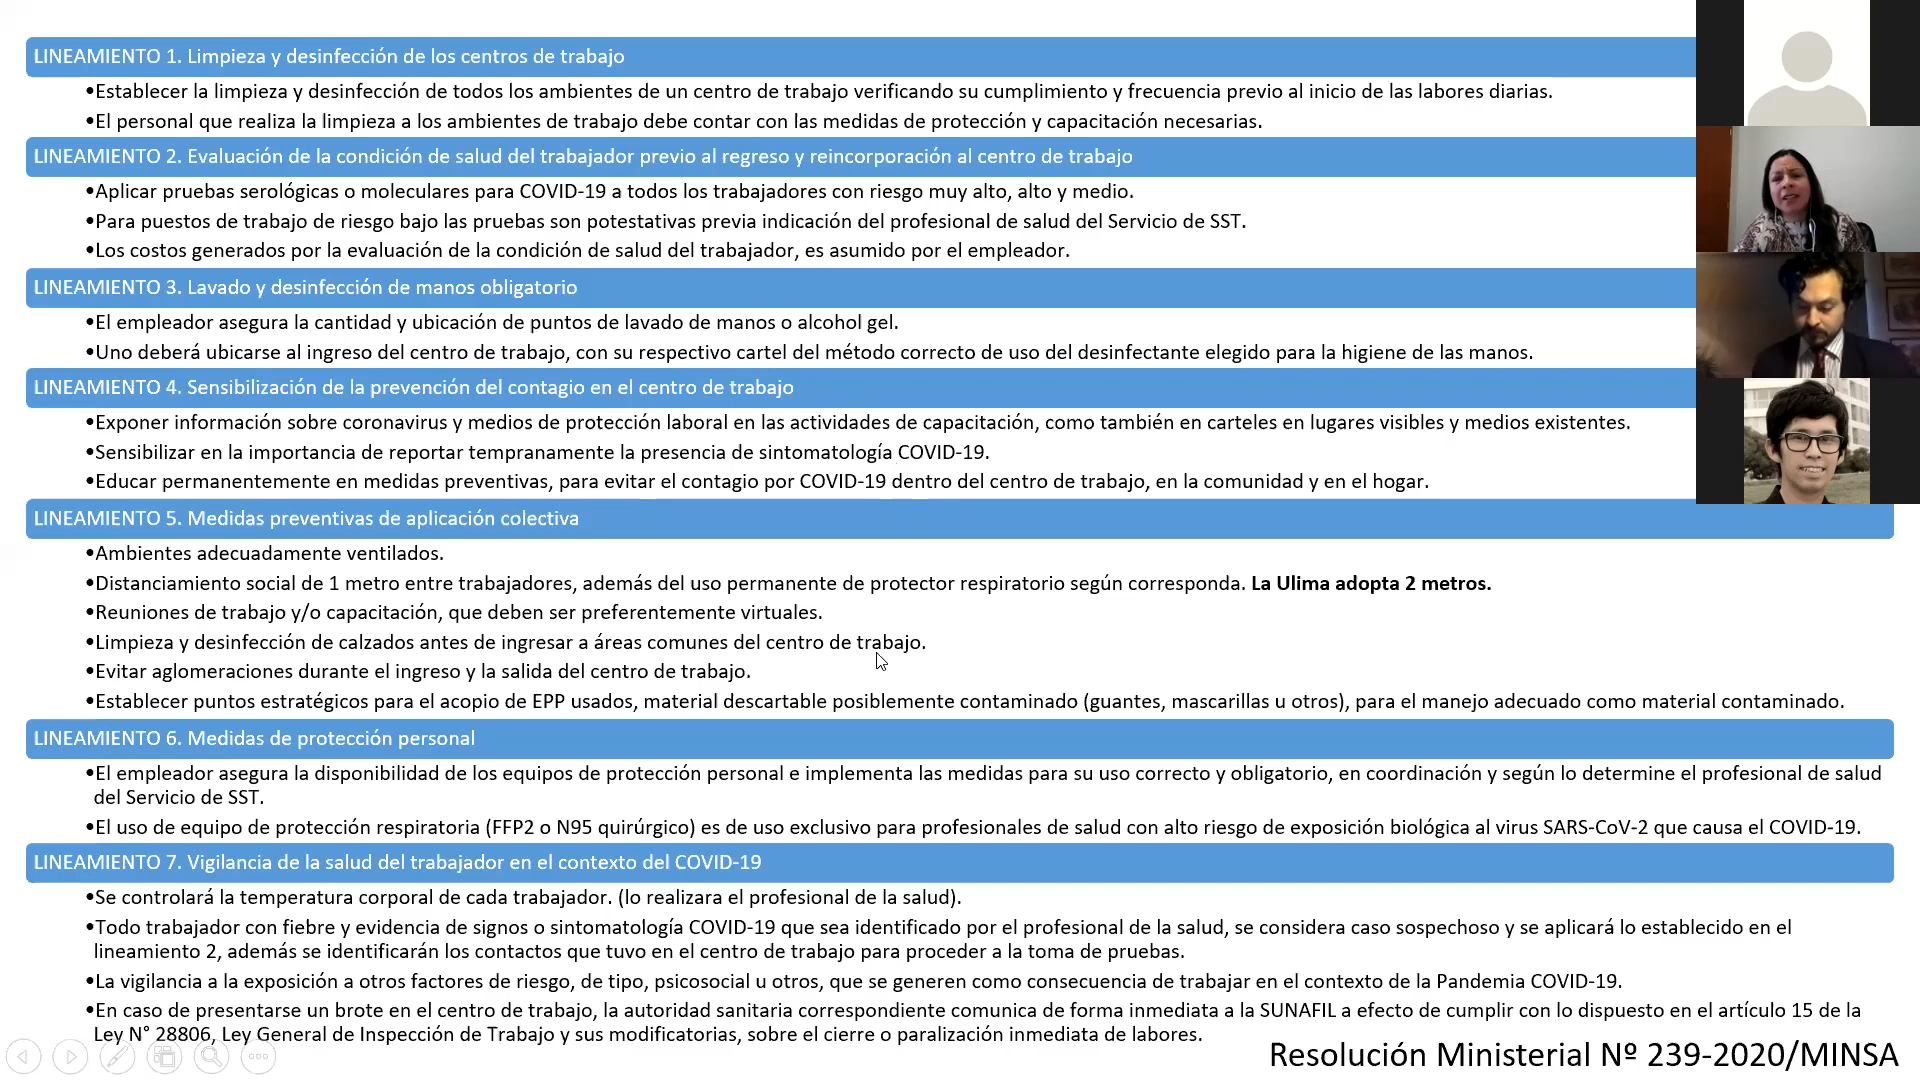 LINEAMIENTO 1. Limpieza y desinfección de los centros de trabajo
•Establecer la limpieza y desinfección de todos los ambientes de un centro de trabajo verificando su cumplimiento y frecuencia previo al inicio de las labores diarias.
•El personal que realiza la limpieza a los ambientes de trabajo debe contar con las medidas de protección y capacitación necesarias.
LINEAMIENTO 2. Evaluación de la condición de salud del trabajador previo al regreso y reincorporación al centro de trabajo
•Aplicar pruebas serológicas o moleculares para COVID-19 a todos los trabajadores con riesgo muy alto, alto y medio.
•Para puestos de trabajo de riesgo bajo las pruebas son potestativas previa indicación del profesional de salud del Servicio de SST.
•Los costos generados por la evaluación de la condición de salud del trabajador, es asumido por el empleador.
LINEAMIENTO 3. Lavado y desinfección de manos obligatorio
•El empleador asegura la cantidad y ubicación de puntos de lavado de manos o alcohol gel.
•Uno deberá ubicarse al ingreso del centro de trabajo, con su respectivo cartel del método correcto de uso del desinfectante elegido para la higiene de las manos.
LINEAMIENTO 4. Sensibilización de la prevención del contagio en el centro de trabajo
•Exponer información sobre coronavirus y medios de protección laboral en las actividades de capacitación, como también en carteles en lugares visibles y medios existentes.
•Sensibilizar en la importancia de reportar tempranamente la presencia de sintomatología COVID-19.
•Educar permanentemente en medidas preventivas, para evitar el contagio por COVID-19 dentro del centro de trabajo, en la comunidad y en el hogar.
LINEAMIENTO 5. Medidas preventivas de aplicación colectiva
•Ambientes adecuadamente ventilados.
•Distanciamiento social de 1 metro entre trabajadores, además del uso permanente de protector respiratorio según corresponda. La Ulima adopta 2 metros.
•Reuniones de trabajo y/o capacitación, que deben ser preferentemente virtuales.
•Limpieza y desinfección de calzados antes de ingresar a áreas comunes del centro de trabajo.
•Evitar aglomeraciones durante el ingreso y la salida del centro de trabajo.
•Establecer puntos estratégicos para el acopio de EPP usados, material descartable posiblemente contaminado (guantes, mascarillas u otros), para el manejo adecuado como material contaminado.
LINEAMIENTO 6. Medidas de protección personal
•El empleador asegura la disponibilidad de los equipos de protección personal e implementa las medidas para su uso correcto y obligatorio, en coordinación y según lo determine el profesional de salud
del Servicio de SST.
•El uso de equipo de protección respiratoria (FFP2 o N95 quirúrgico) es de uso exclusivo para profesionales de salud con alto riesgo de exposición biológica al virus SARS-CoV-2 que causa el COVID-19.
LINEAMIENTO 7. Vigilancia de la salud del trabajador en el contexto del COVID-19
•Se controlará la temperatura corporal de cada trabajador. (lo realizara el profesional de la salud).
•Todo trabajador con fiebre y evidencia de signos o sintomatología COVID-19 que sea identificado por el profesional de la salud, se considera caso sospechoso y se aplicará lo establecido en el
lineamiento 2, además se identificarán los contactos que tuvo en el centro de trabajo para proceder a la toma de pruebas.
•La vigilancia a la exposición a otros factores de riesgo, de tipo, psicosocial u otros, que se generen como consecuencia de trabajar en el contexto de la Pandemia COVID-19.
•En caso de presentarse un brote en el centro de trabajo, la autoridad sanitaria correspondiente comunica de forma inmediata a la SUNAFIL a efecto de cumplir con lo dispuesto en el artículo 15 de la
Ley N° 28806, Ley General de Inspección de Trabajo y sus modificatorias, sobre el cierre o paralización inmediata de labores.
Resolución Ministerial Nº 239-2020/MINSA